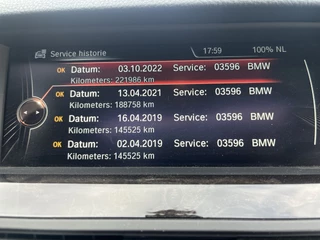 Service historie 17:59 100% NL
OK Datum: 03.10.2022 Service: 03596 BMW
Kilometers: 221986 km
OK Datum: 13.04.2021 Service: 03596 BMW
Kilometers: 188758 km
OK Datum: 16.04.2019 Service: 03596 BMW
Kilometers: 145525 km
OK Datum: 02.04.2019 Service: 03596 BMW
Kilometers: 145525 km